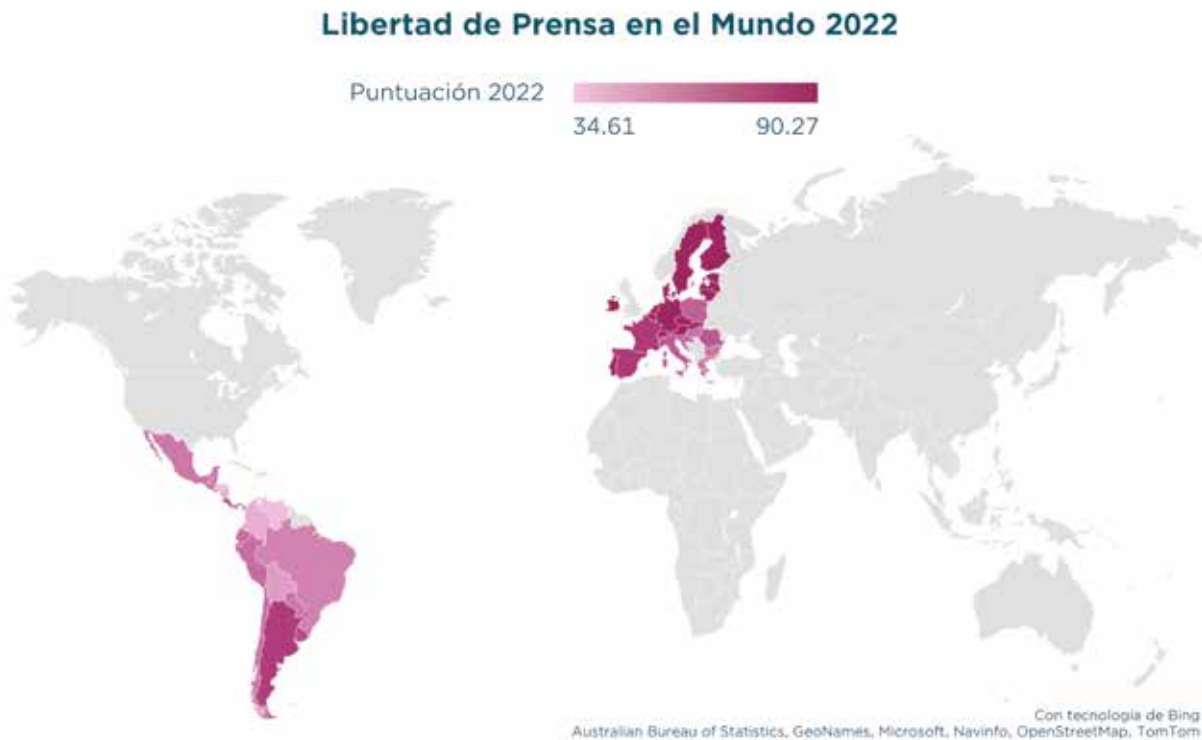 Libertad de Prensa en el Mundo 2022
Puntuación 2022
34.61 90.27
Con tecnología de Bing
Australian Bureau of Statistics, GeoNames, Microsoft, Navinfo, OpenStreetMap, TomTom